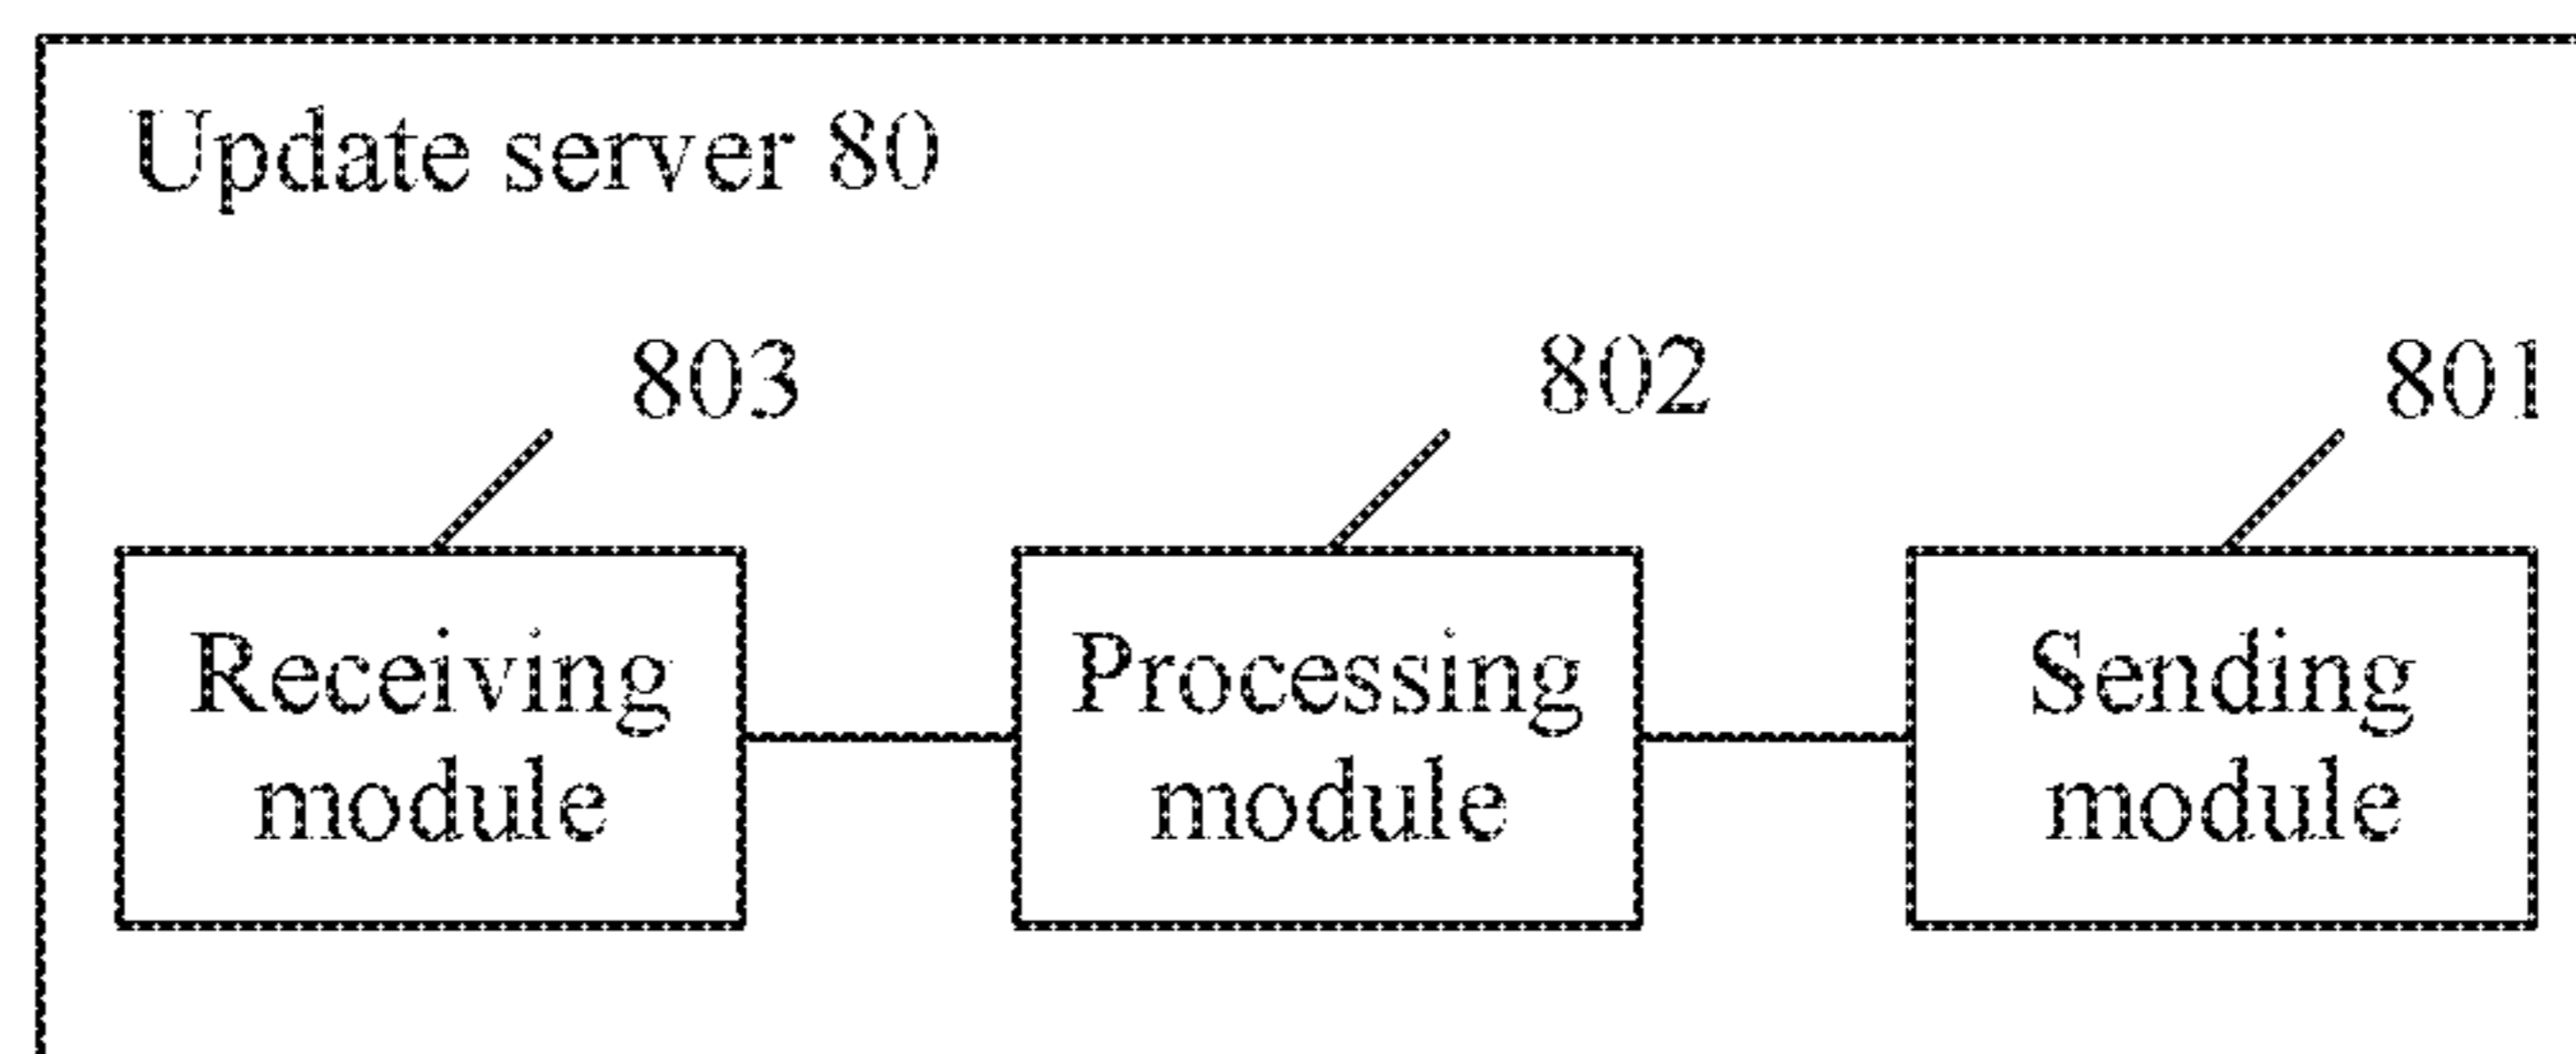 Update server 80
803
802
801
Receiving
module
Processing
module
Sending
module